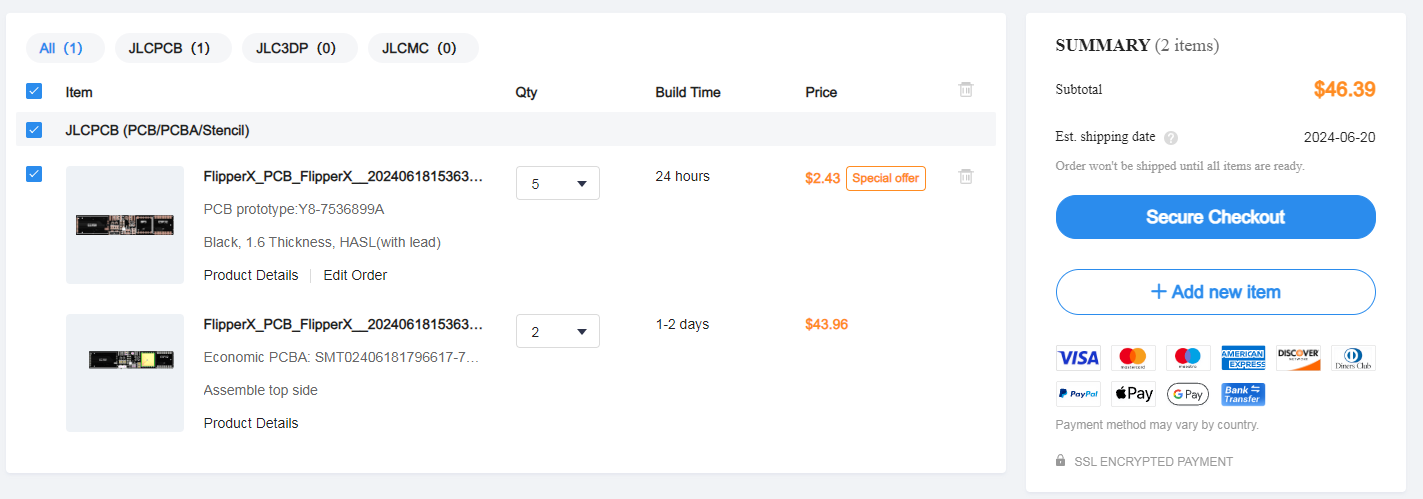 All (1) JLCPCB (1) JLC3DP (0) JLCMC (0)
Item Qty Build Time Price
JLCPCB (PCB/PCBA/Stencil)
FlipperX_PCB_FlipperX__2024061815363... 5 24 hours $2.43 Special offer
PCB prototype:Y8-7536899A
Black, 1.6 Thickness, HASL(with lead)
Product Details Edit Order
FlipperX_PCB_FlipperX__2024061815363... 2 1-2 days $43.96
Economic PCBA: SMT02406181796617-7...
Assemble top side
Product Details
SUMMARY (2 items)
Subtotal $46.39
Est. shipping date ? 2024-06-20
Order won't be shipped until all items are ready.
Secure Checkout
+ Add new item
VISA mastercard maestro AMERICAN EXPRESS DISCOVER NETWORK Diners Club
PayPal Apple Pay G Pay Bank Transfer
Payment method may vary by country.
SSL ENCRYPTED PAYMENT